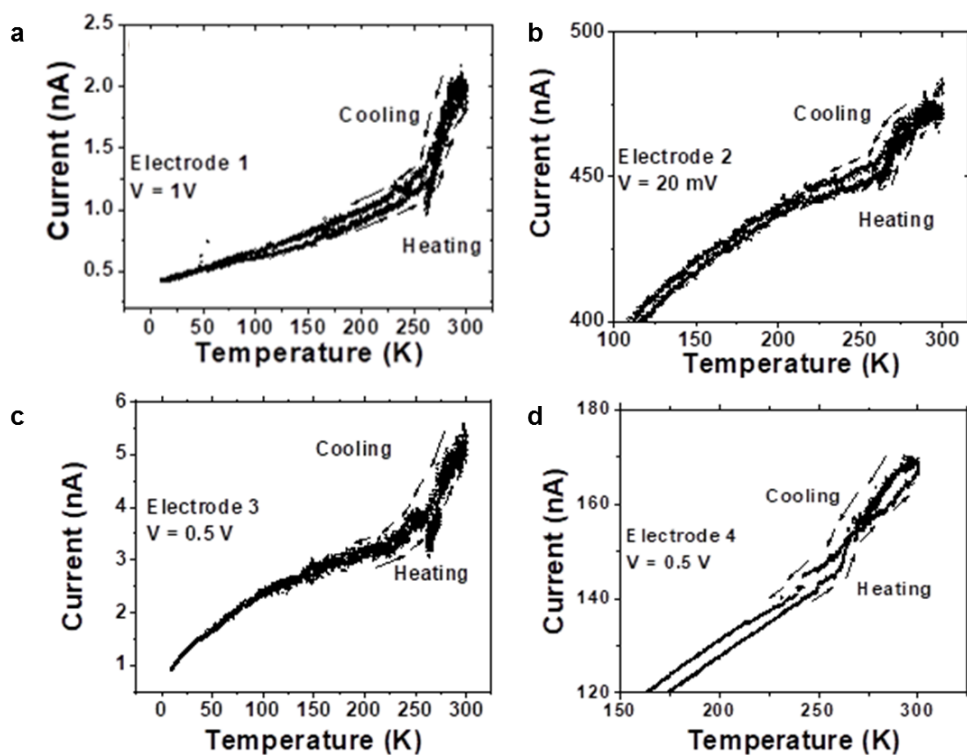 a
2.5
2.0
1.5
1.0
0.5
Current (nA)
Cooling
Electrode 1
V = 1V
Heating
0 50 100 150 200 250 300
Temperature (K)
b
500
450
400
Current (nA)
Cooling
Electrode 2
V = 20 mV
Heating
100 150 200 250 300
Temperature (K)
c
6
5
4
3
2
1
Current (nA)
Cooling
Electrode 3
V = 0.5 V
Heating
0 50 100 150 200 250 300
Temperature (K)
d
180
160
140
120
Current (nA)
Cooling
Electrode 4
V = 0.5 V
Heating
150 200 250 300
Temperature (K)